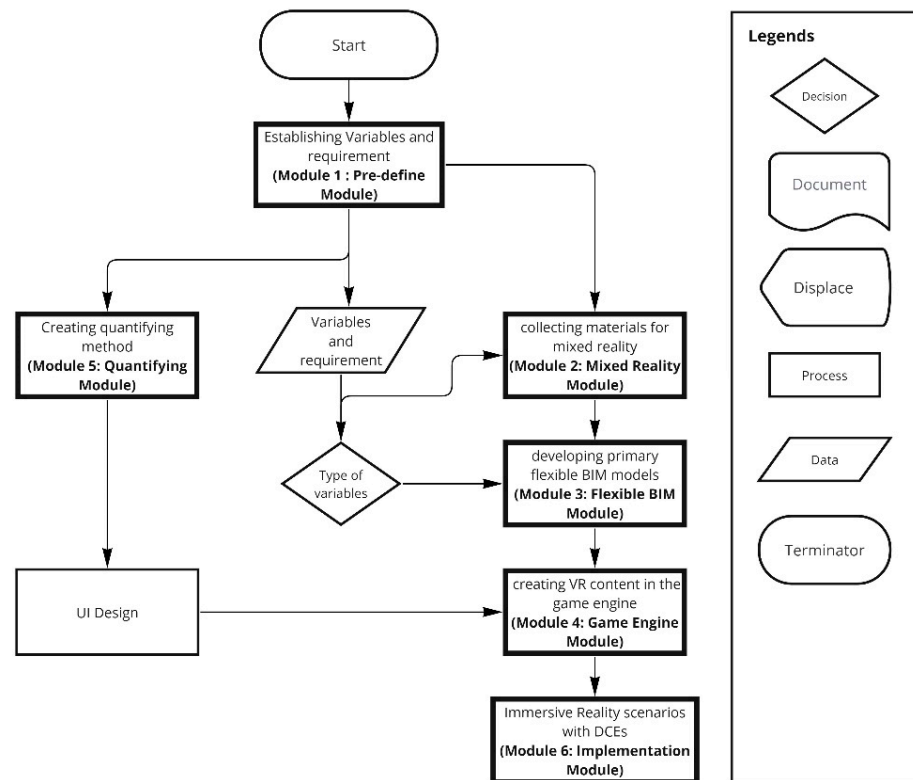 Start
Establishing Variables and
requirement
(Module 1 : Pre-define
Module)
Creating quantifying
method
(Module 5: Quantifying
Module)
Variables
and
requirement
collecting materials for
mixed reality
(Module 2: Mixed Reality
Module)
Type of
variables
developing primary
flexible BIM models
(Module 3: Flexible BIM
Module)
UI Design
creating VR content in the
game engine
(Module 4: Game Engine
Module)
Immersive Reality scenarios
with DCEs
(Module 6: Implementation
Module)
Legends
Decision
Document
Displace
Process
Data
Terminator